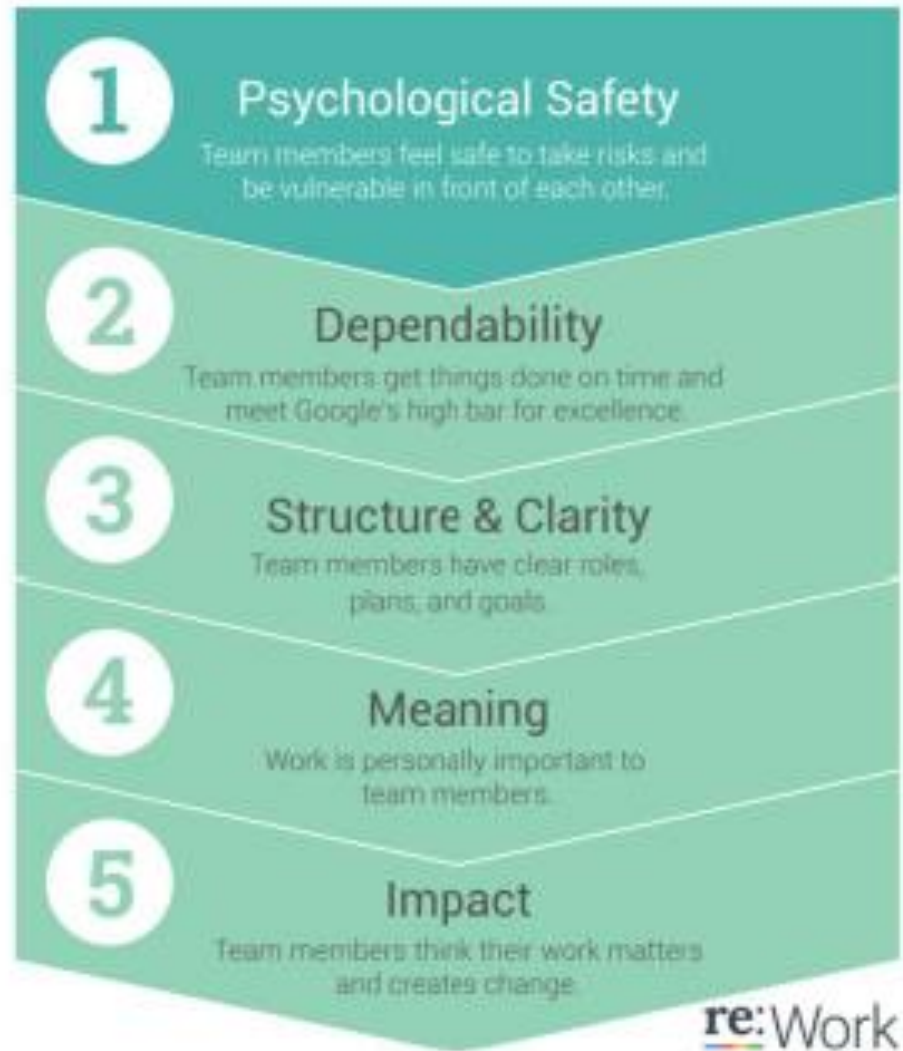 1
Psychological Safety
Team members feel safe to take risks and
be vulnerable in front of each other.
2
Dependability
Team members get things done on time and
meet Google's high bar for excellence.
3
Structure & Clarity
Team members have clear roles,
plans, and goals.
4
Meaning
Work is personally important to
team members.
5
Impact
Team members think their work matters
and creates change.
re:Work